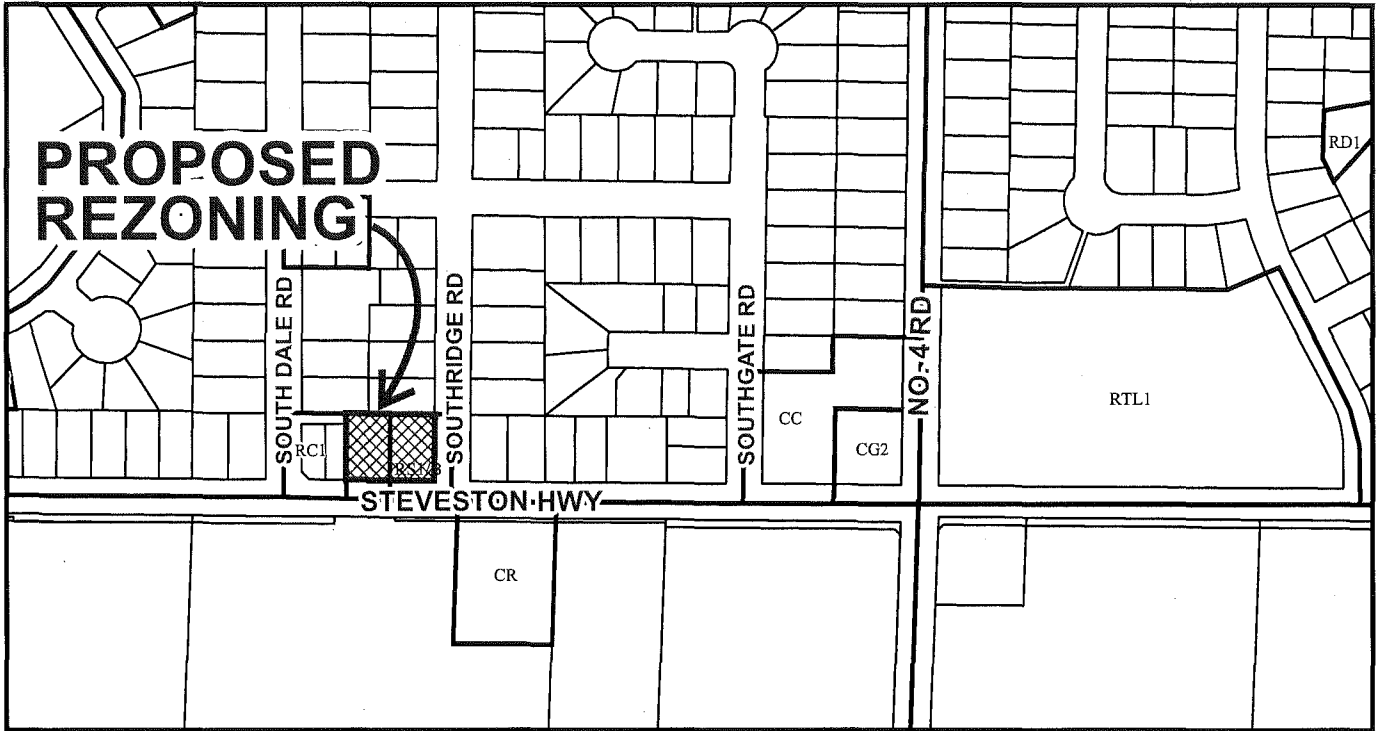 PROPOSED
REZONING
RD1
SOUTH DALE RD
SOUTHRIDGE RD
SOUTHGATE RD
NO. 4 RD
RTL1
CC
CG2
RC1
STEVESTON HWY
CR